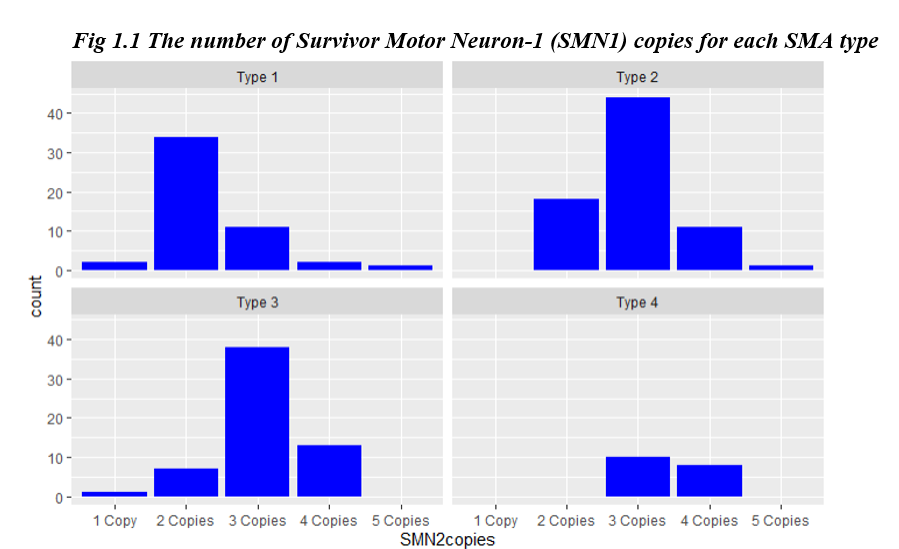 Fig 1.1 The number of Survivor Motor Neuron-1 (SMN1) copies for each SMA type
Type 1
Type 2
40
30
20
10
0
Type 3
Type 4
40
30
20
10
0
count
1 Copy 2 Copies 3 Copies 4 Copies 5 Copies
1 Copy 2 Copies 3 Copies 4 Copies 5 Copies
SMN2copies